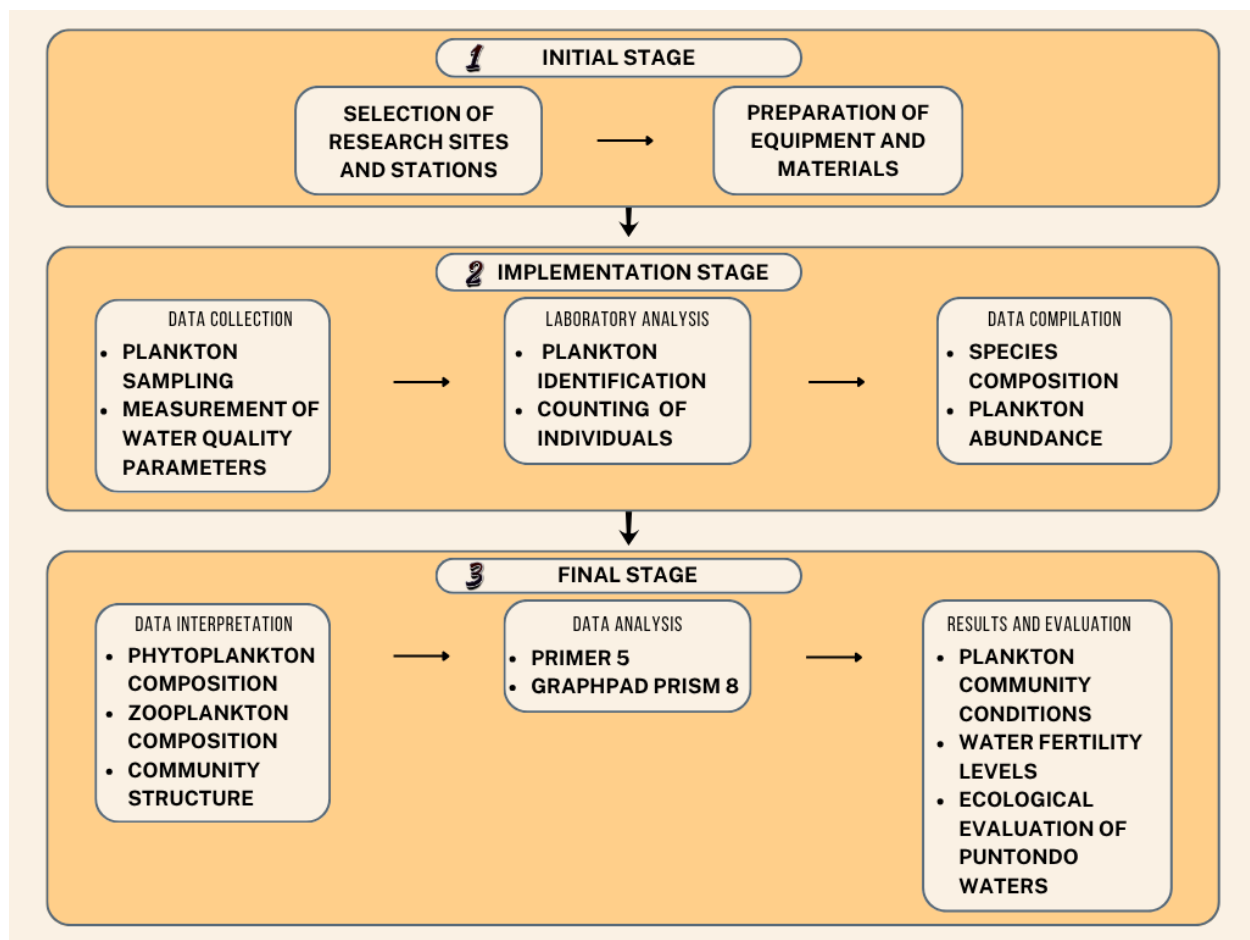 1 INITIAL STAGE
SELECTION OF
RESEARCH SITES
AND STATIONS
PREPARATION OF
EQUIPMENT AND
MATERIALS
2 IMPLEMENTATION STAGE
DATA COLLECTION
• PLANKTON
SAMPLING
• MEASUREMENT OF
WATER QUALITY
PARAMETERS
LABORATORY ANALYSIS
• PLANKTON
IDENTIFICATION
• COUNTING OF
INDIVIDUALS
DATA COMPILATION
• SPECIES
COMPOSITION
• PLANKTON
ABUNDANCE
3 FINAL STAGE
DATA INTERPRETATION
• PHYTOPLANKTON
COMPOSITION
• ZOOPLANKTON
COMPOSITION
• COMMUNITY
STRUCTURE
DATA ANALYSIS
• PRIMER 5
• GRAPHPAD PRISM 8
RESULTS AND EVALUATION
• PLANKTON
COMMUNITY
CONDITIONS
• WATER FERTILITY
LEVELS
• ECOLOGICAL
EVALUATION OF
PUNTONDO
WATERS